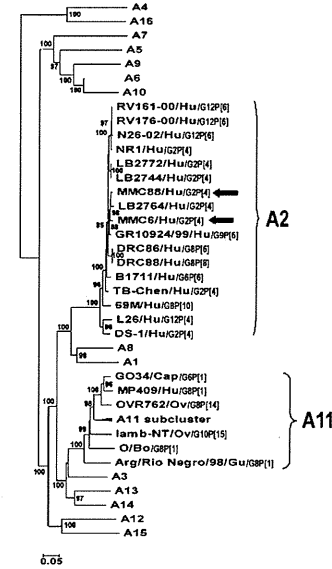 A4
A16
100
A7
100
A5
97
A9
100
A6
A10
RV161-00/Hu/G12P[6]
97
RV176-00/Hu/G12P[6]
N26-02/Hu/G12P[6]
NR1/Hu/G2P[4]
LB2772/Hu/G2P[4]
LB2744/Hu/G2P[4]
MMC88/Hu/G2P[4]
LB2764/Hu/G2P[4]
MMC6/Hu/G2P[4]
GR10924/99/Hu/G9P[6]
DRC86/Hu/G8P[6]
DRC88/Hu/G8P[8]
B1711/Hu/G6P[6]
TB-Chen/Hu/G2P[4]
69M/Hu/G8P[10]
L26/Hu/G12P[4]
DS-1/Hu/G2P[4]
A2
100
100
A8
98
A1
GO34/Cap/G6P[1]
MP409/Hu/G8P[1]
OVR762/Ov/G8P[14]
A11 subcluster
lamb-NT/Ov/G10P[15]
O/Bo/G8P[1]
Arg/Rio Negro/98/Gu/G8P[1]
A11
99
100
100
A3
A13
97
A14
A12
100
A15
0.05